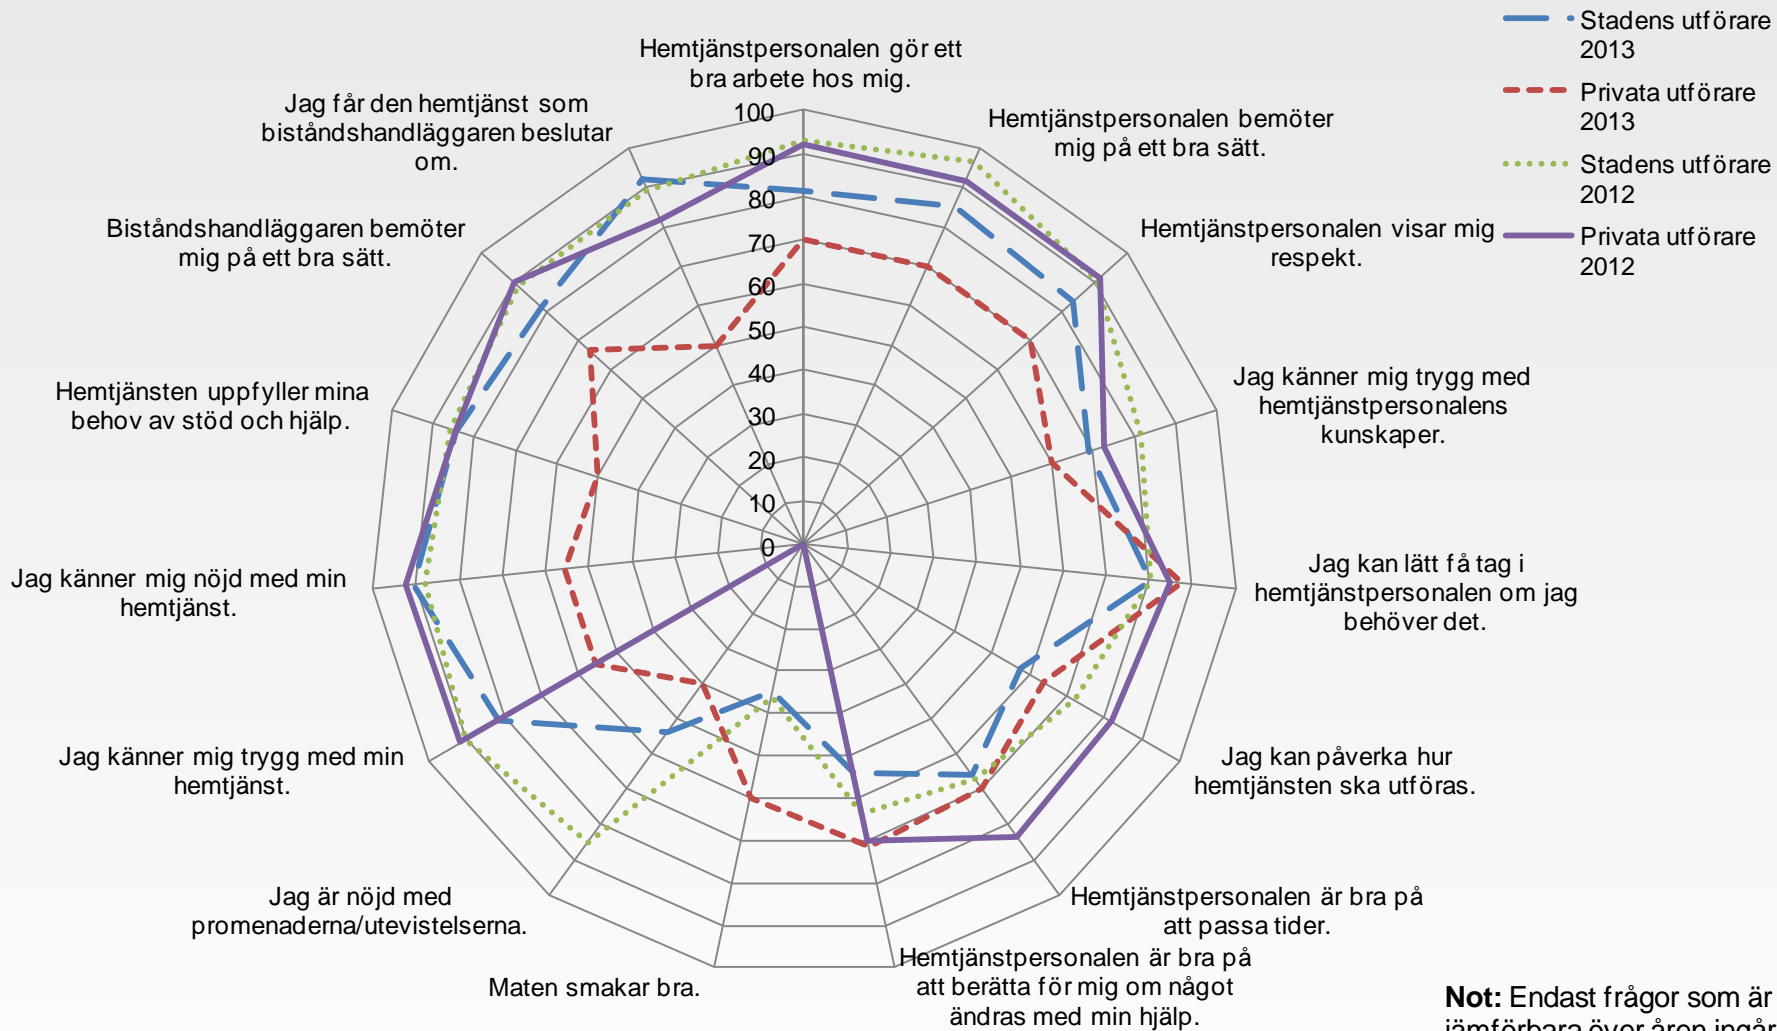 Stadens utförare
2013
Privata utförare
2013
Stadens utförare
2012
Privata utförare
2012
Hemtjänstpersonalen gör ett
bra arbete hos mig.
Hemtjänstpersonalen bemöter
mig på ett bra sätt.
Hemtjänstpersonalen visar mig
respekt.
Jag känner mig trygg med
hemtjänstpersonalens
kunskaper.
Jag kan lätt få tag i
hemtjänstpersonalen om jag
behöver det.
Jag kan påverka hur
hemtjänsten ska utföras.
Hemtjänstpersonalen är bra på
att passa tider.
Hemtjänstpersonalen är bra på
att berätta för mig om något
ändras med min hjälp.
Maten smakar bra.
Jag är nöjd med
promenaderna/utevistelserna.
Jag känner mig trygg med min
hemtjänst.
Jag känner mig nöjd med min
hemtjänst.
Hemtjänsten uppfyller mina
behov av stöd och hjälp.
Biståndshandläggaren bemöter
mig på ett bra sätt.
Jag får den hemtjänst som
biståndshandläggaren beslutar
om.
100
90
80
70
60
50
40
30
20
10
0
Not: Endast frågor som är
jämförbara över åren ingår